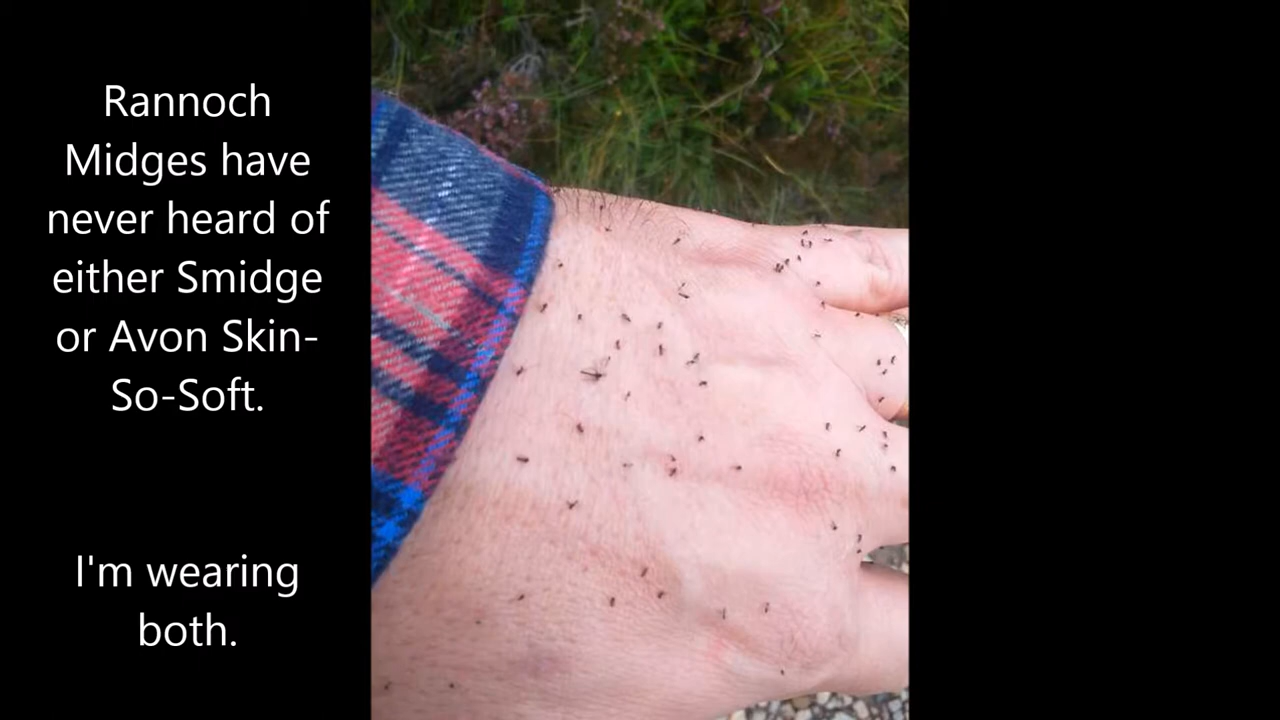 Rannoch
Midges have
never heard of
either Smidge
or Avon Skin-
So-Soft.
I'm wearing
both.